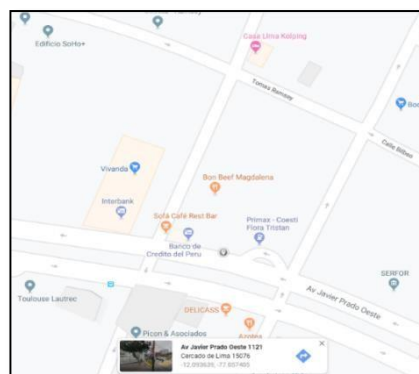 Edificio SoHo+
Casa Lima Kolping
Tomas Ramsey
Calle Bilbao
Vivanda
Interbank
Bon Beef Magdalena
Sofa Café Rest Bar
Banco de
Credito del Peru
Primax - Coesti
Flora Tristan
SERFOR
Av Javier Prado Oeste
Toulouse Lautrec
DELICASS
Picon & Asociados
Av Javier Prado Oeste 1121
Cercado de Lima 15076